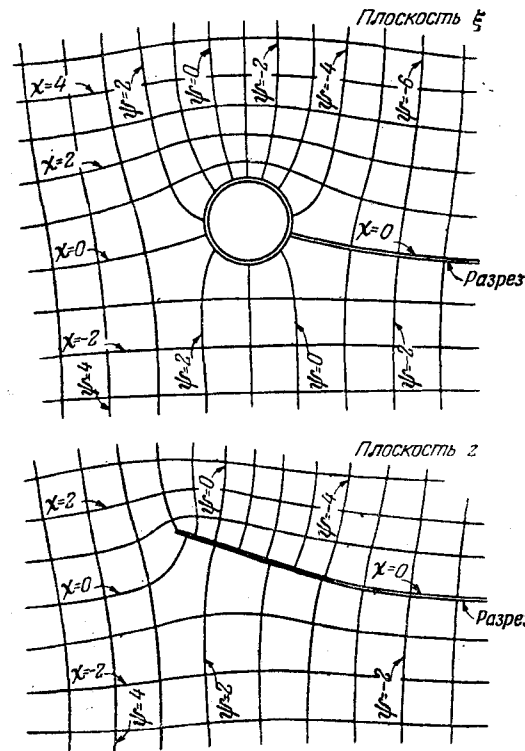 Плоскость ξ
χ=4
ψ=2
ψ=0
ψ=-2
ψ=-4
ψ=-6
χ=2
χ=0
χ=0
Разрез
χ=-2
ψ=4
ψ=2
ψ=0
ψ=-2
Плоскость z
χ=2
ψ=0
ψ=-4
χ=0
χ=0
Разрез
χ=-2
ψ=4
ψ=2
ψ=-2